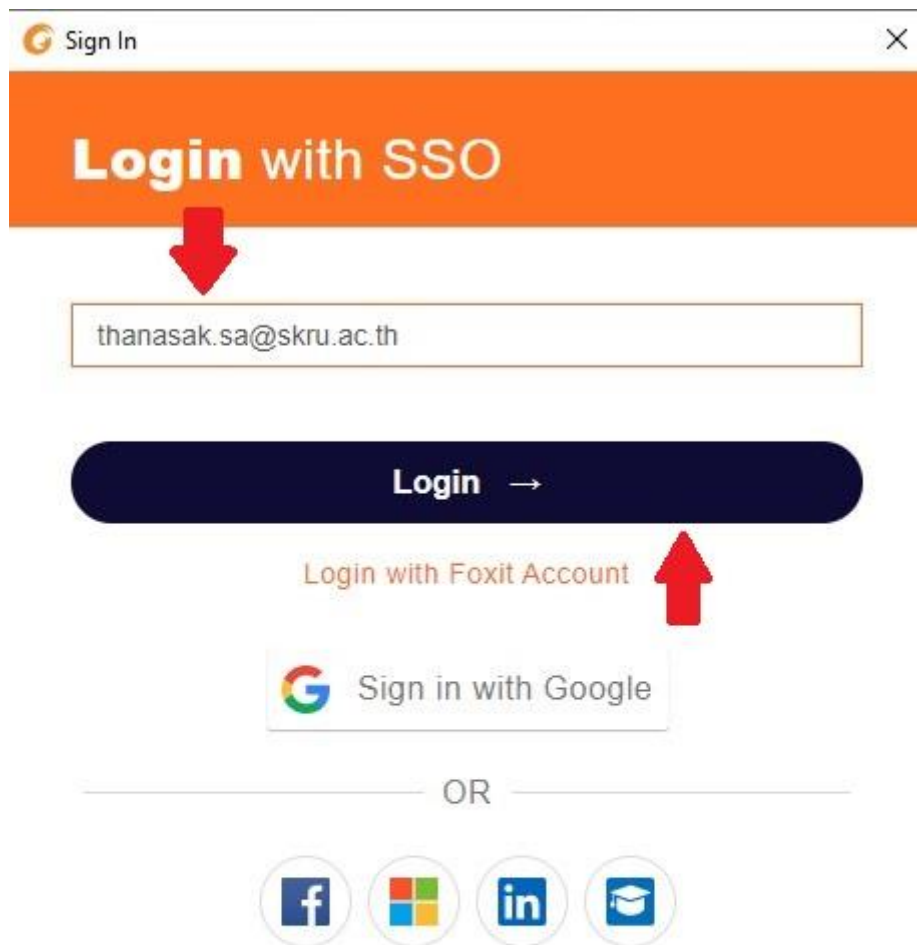 Sign In
Login with SSO
thanasak.sa@skru.ac.th
Login →
Login with Foxit Account
Sign in with Google
OR